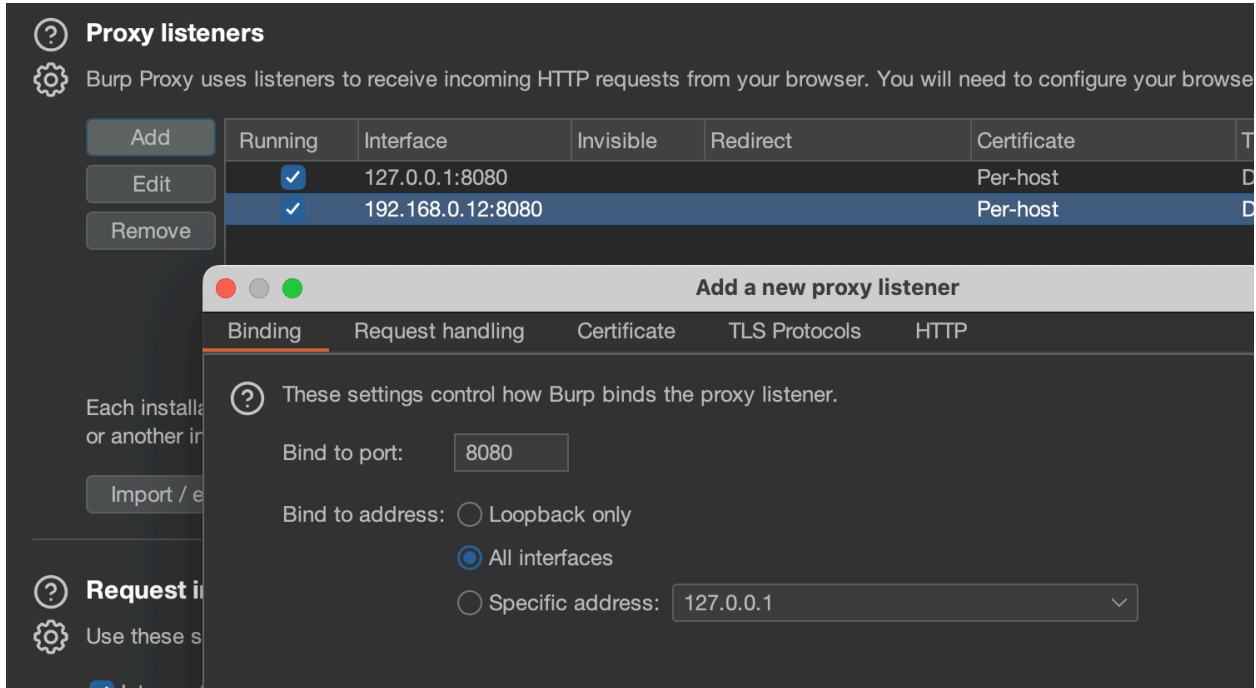 Proxy listeners
Burp Proxy uses listeners to receive incoming HTTP requests from your browser. You will need to configure your browse
Add
Running Interface Invisible Redirect Certificate T
Edit
127.0.0.1:8080 Per-host D
192.168.0.12:8080 Per-host D
Remove
Add a new proxy listener
Binding Request handling Certificate TLS Protocols HTTP
These settings control how Burp binds the proxy listener.
Each installa
or another in
Bind to port: 8080
Import / e
Bind to address: Loopback only
All interfaces
Specific address: 127.0.0.1
Request i
Use these s